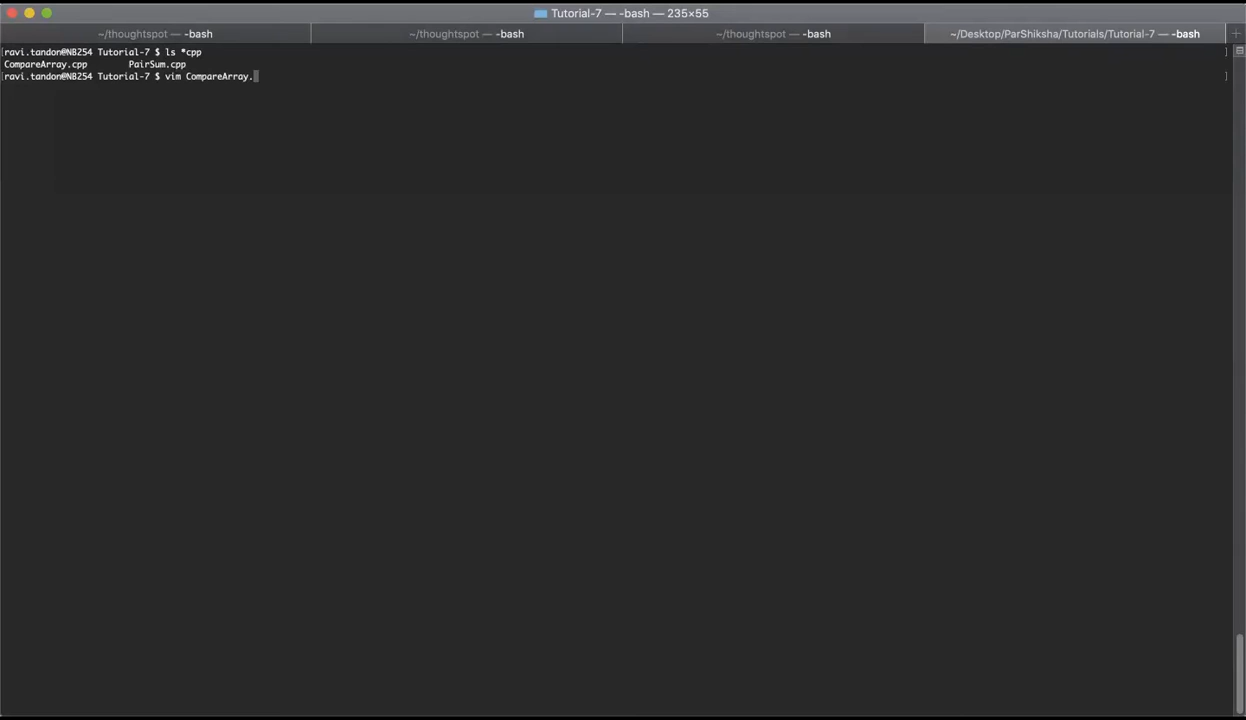 Tutorial-7 — -bash — 235×55
~/thoughtspot — -bash
~/thoughtspot — -bash
~/thoughtspot — -bash
~/Desktop/ParShiksha/Tutorials/Tutorial-7 — -bash
[ravi.tandon@NB254 Tutorial-7 $ ls *cpp ]
CompareArray.cpp PairSum.cpp
[ravi.tandon@NB254 Tutorial-7 $ vim CompareArray. ]